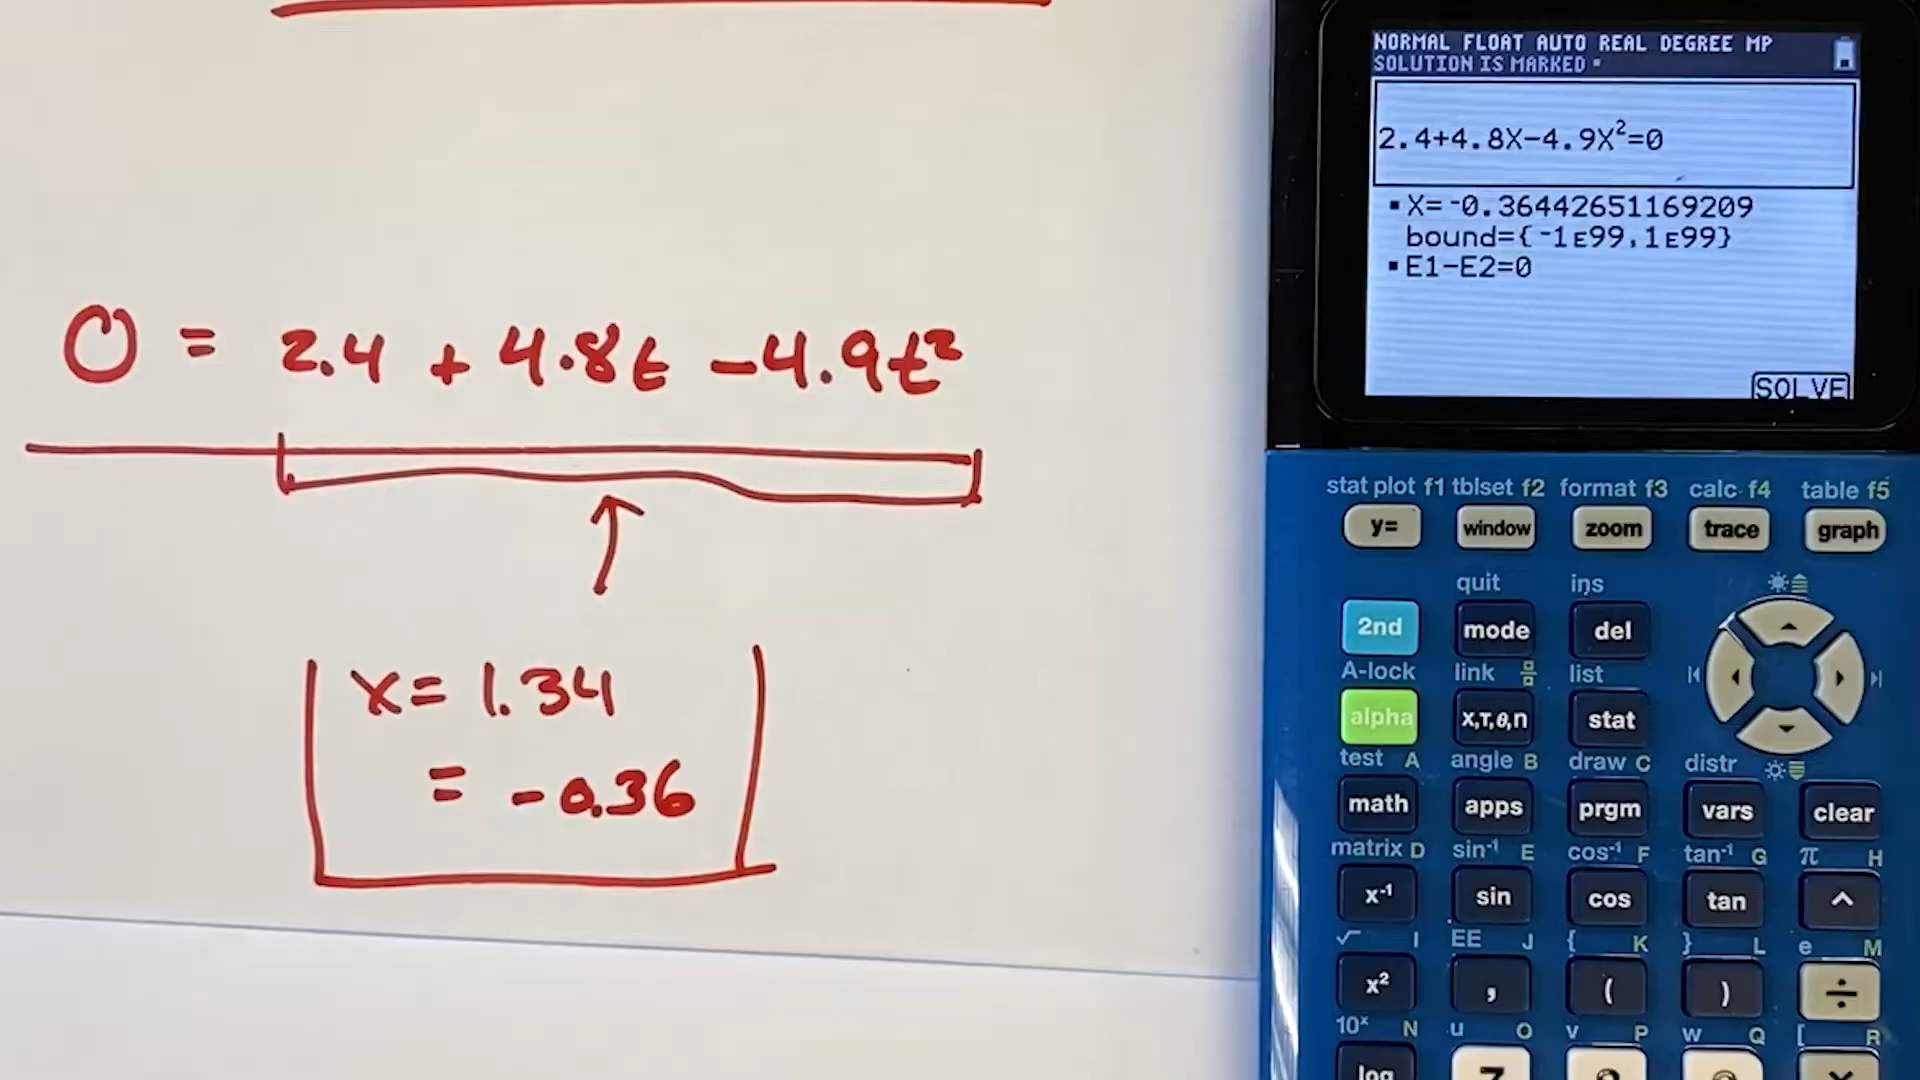 0 = 2.4 + 4.8t -4.9t²
x = 1.34
= -0.36
NORMAL FLOAT AUTO REAL DEGREE MP
SOLUTION IS MARKED ▪
2.4+4.8X-4.9X²=0
▪X=-0.36442651169209
bound={-1ᴇ99,1ᴇ99}
▪E1-E2=0
SOLVE
stat plot f1 tblset f2 format f3 calc f4 table f5
y= window zoom trace graph
quit ins
2nd mode del
A-lock link list
alpha x,T,θ,n stat
test A angle B draw C distr
math apps prgm vars clear
matrix D sin⁻¹ E cos⁻¹ F tan⁻¹ G π H
x⁻¹ sin cos tan ^
√ I EE J { K } L e M
x² , ( ) ÷
10ˣ N u O v P w Q [ R
log